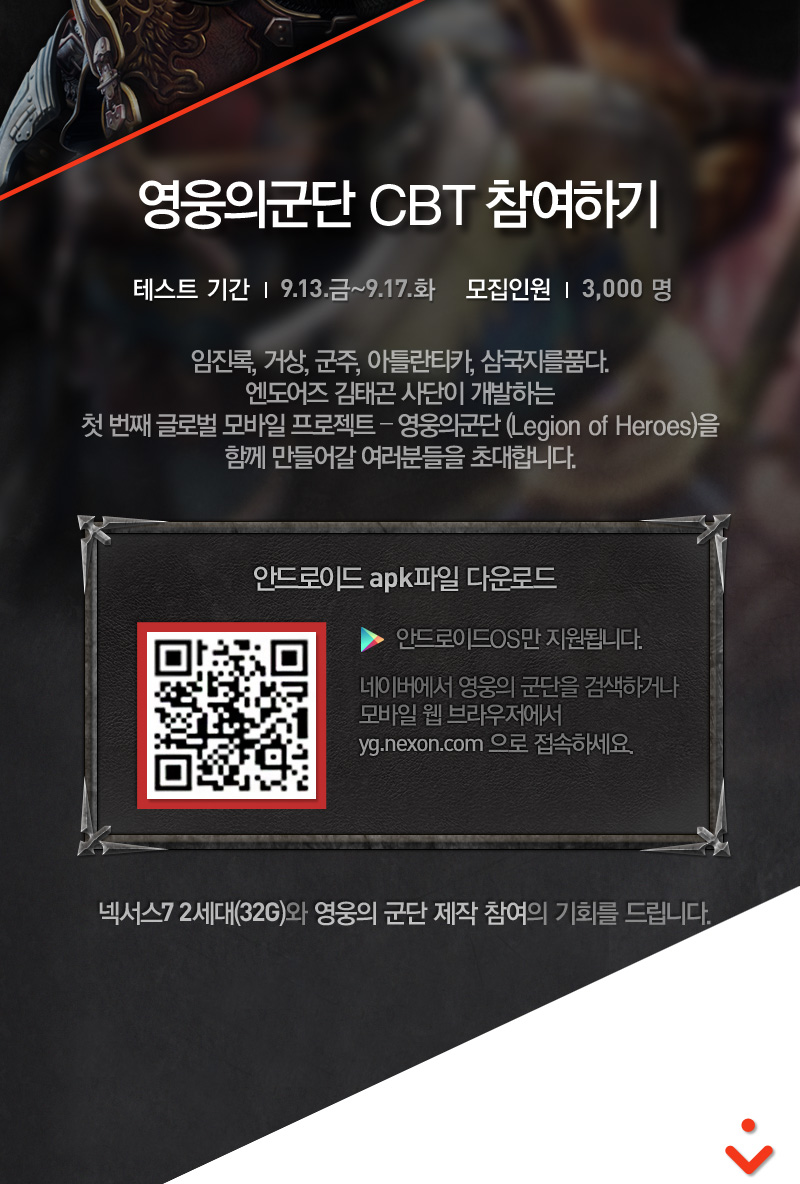 영웅의군단 CBT 참여하기
테스트 기간 | 9.13.금~9.17.화 모집인원 | 3,000 명
임진록, 거상, 군주, 아틀란티카, 삼국지를품다.
엔도어즈 김태곤 사단이 개발하는
첫 번째 글로벌 모바일 프로젝트 – 영웅의군단 (Legion of Heroes)을
함께 만들어갈 여러분들을 초대합니다.
안드로이드 apk파일 다운로드
안드로이드OS만 지원됩니다.
네이버에서 영웅의 군단을 검색하거나
모바일 웹 브라우저에서
yg.nexon.com 으로 접속하세요.
넥서스7 2세대(32G)와 영웅의 군단 제작 참여의 기회를 드립니다.